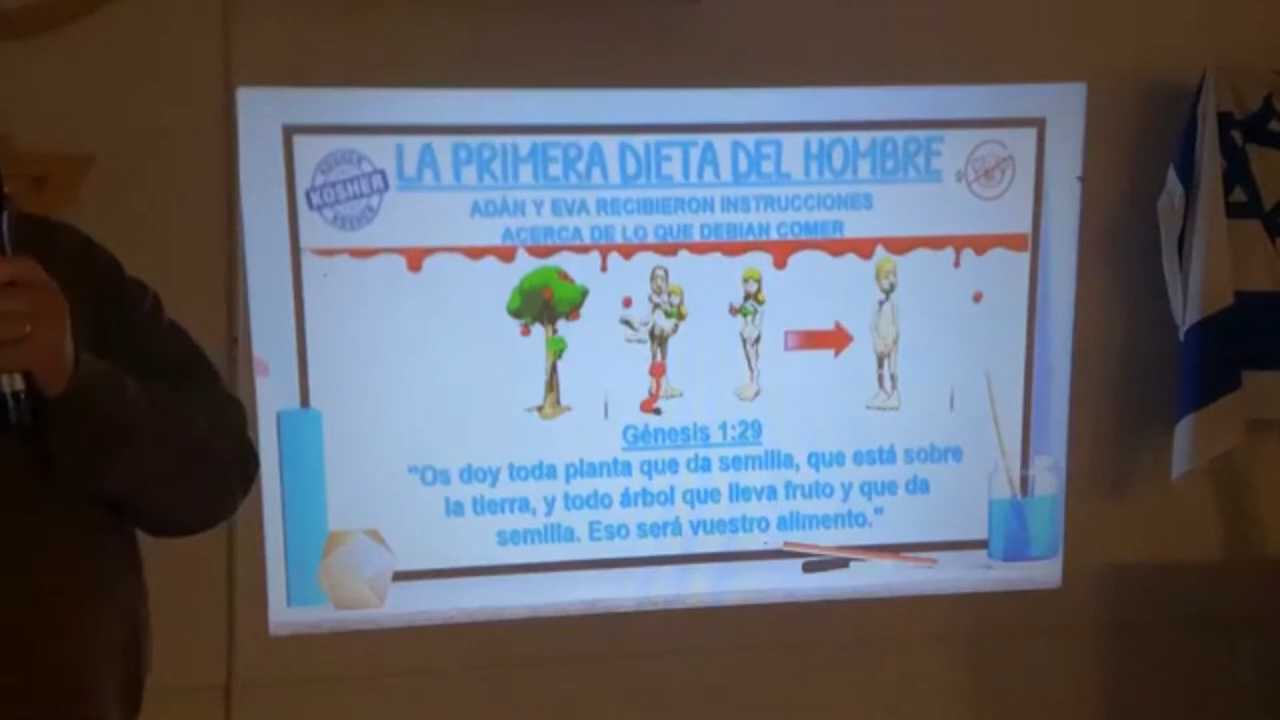 KOSHER
KOSHER
KOSHER
LA PRIMERA DIETA DEL HOMBRE
ADÁN Y EVA RECIBIERON INSTRUCCIONES
ACERCA DE LO QUE DEBIAN COMER
Génesis 1:29
"Os doy toda planta que da semilla, que está sobre
la tierra, y todo árbol que lleva fruto y que da
semilla. Eso será vuestro alimento."